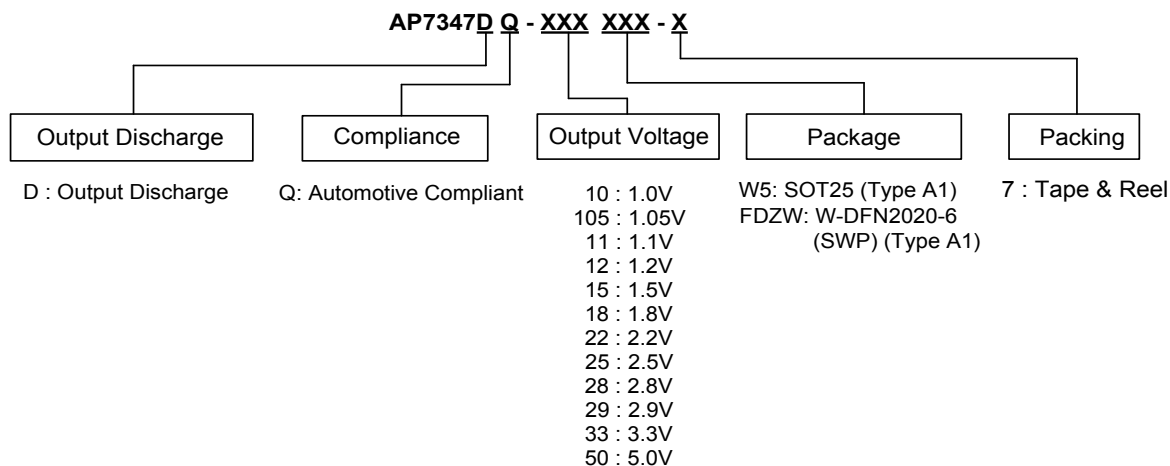 AP7347D Q - XXX XXX - X
Output Discharge
D : Output Discharge
Compliance
Q: Automotive Compliant
Output Voltage
10 : 1.0V
105 : 1.05V
11 : 1.1V
12 : 1.2V
15 : 1.5V
18 : 1.8V
22 : 2.2V
25 : 2.5V
28 : 2.8V
29 : 2.9V
33 : 3.3V
50 : 5.0V
Package
W5: SOT25 (Type A1)
FDZW: W-DFN2020-6
(SWP) (Type A1)
Packing
7 : Tape & Reel